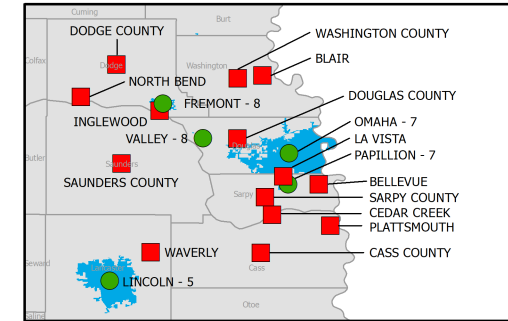 Cuming
Burt
DODGE COUNTY
WASHINGTON COUNTY
Colfax
Dodge
Washington
BLAIR
NORTH BEND
DOUGLAS COUNTY
FREMONT - 8
INGLEWOOD
OMAHA - 7
VALLEY - 8
LA VISTA
Butler
Saunders
PAPILLION - 7
SAUNDERS COUNTY
BELLEVUE
Sarpy
SARPY COUNTY
CEDAR CREEK
PLATTSMOUTH
WAVERLY
CASS COUNTY
Seward
Lancaster
Cass
LINCOLN - 5
Otoe
Saline